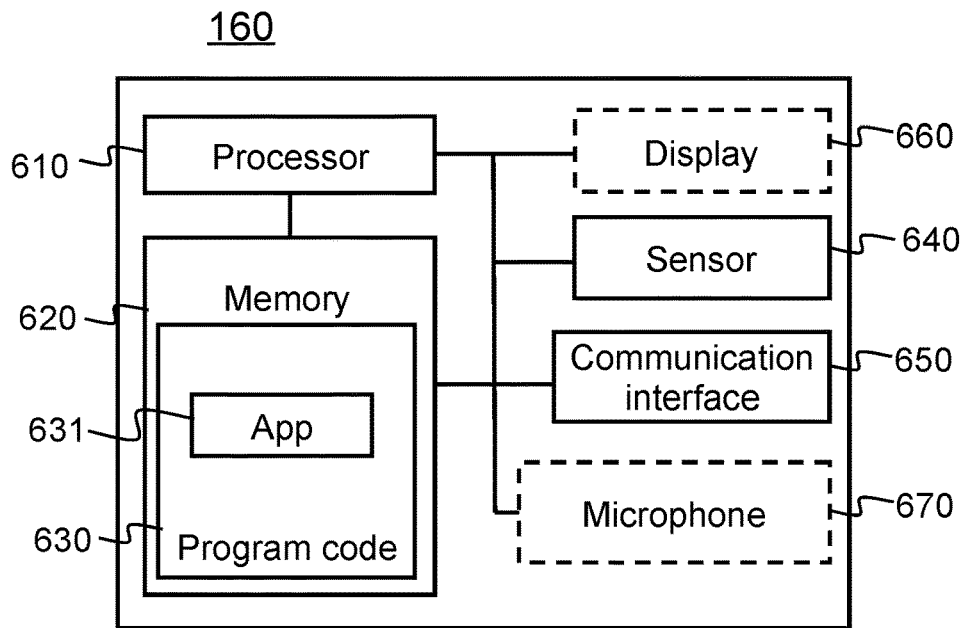 160
610
Processor
Display
660
Sensor
640
620
Memory
Communication
interface
650
631
App
Microphone
670
630
Program code